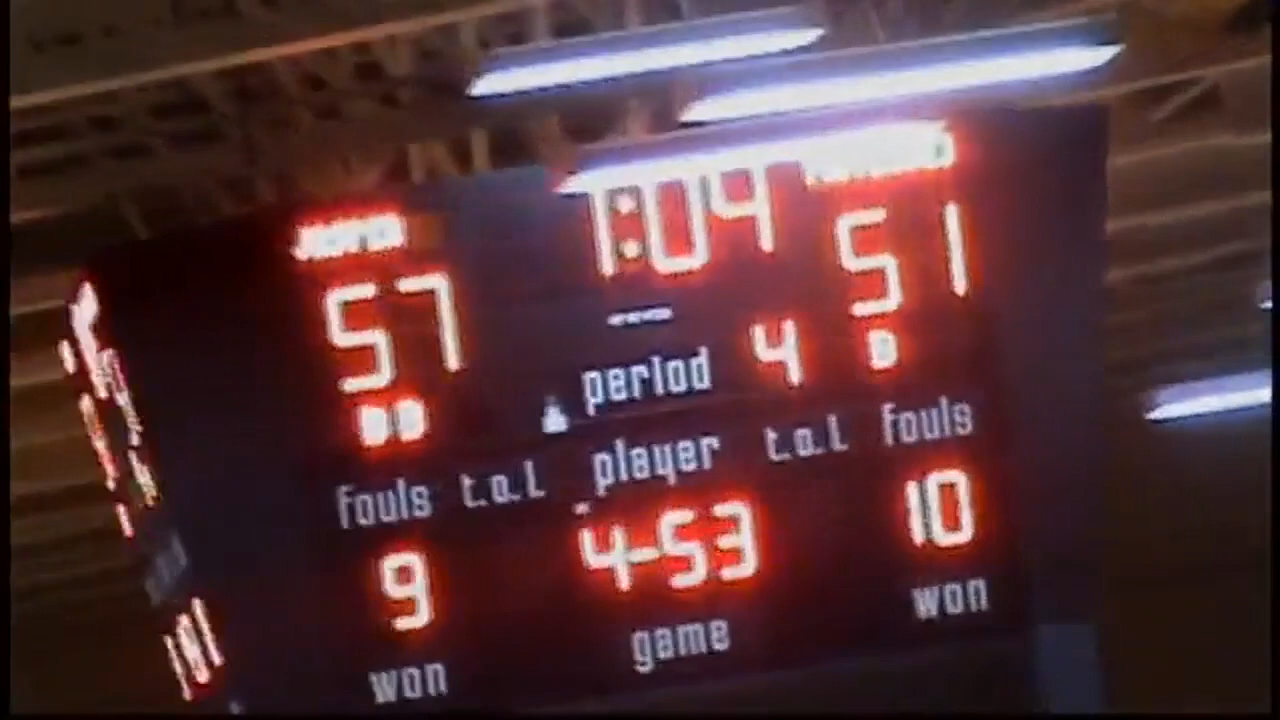 1:04
57 51
period 4
fouls t.o.l player t.o.l fouls
9 4-53 10
won game won